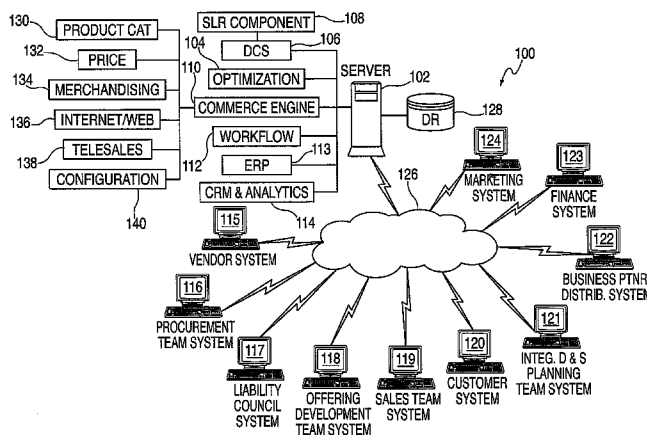 130
PRODUCT CAT
132
PRICE
134
MERCHANDISING
136
INTERNET/WEB
138
TELESALES
CONFIGURATION
140
SLR COMPONENT
108
104
DCS
106
OPTIMIZATION
110
COMMERCE ENGINE
WORKFLOW
112
113
ERP
CRM & ANALYTICS
114
SERVER
102
100
DR
128
126
124
MARKETING
SYSTEM
123
FINANCE
SYSTEM
122
BUSINESS PTNR
DISTRIB. SYSTEM
121
INTEG. D & S
PLANNING
TEAM SYSTEM
120
CUSTOMER
SYSTEM
119
SALES TEAM
SYSTEM
118
OFFERING
DEVELOPMENT
TEAM SYSTEM
117
LIABILITY
COUNCIL
SYSTEM
116
PROCUREMENT
TEAM SYSTEM
115
VENDOR SYSTEM